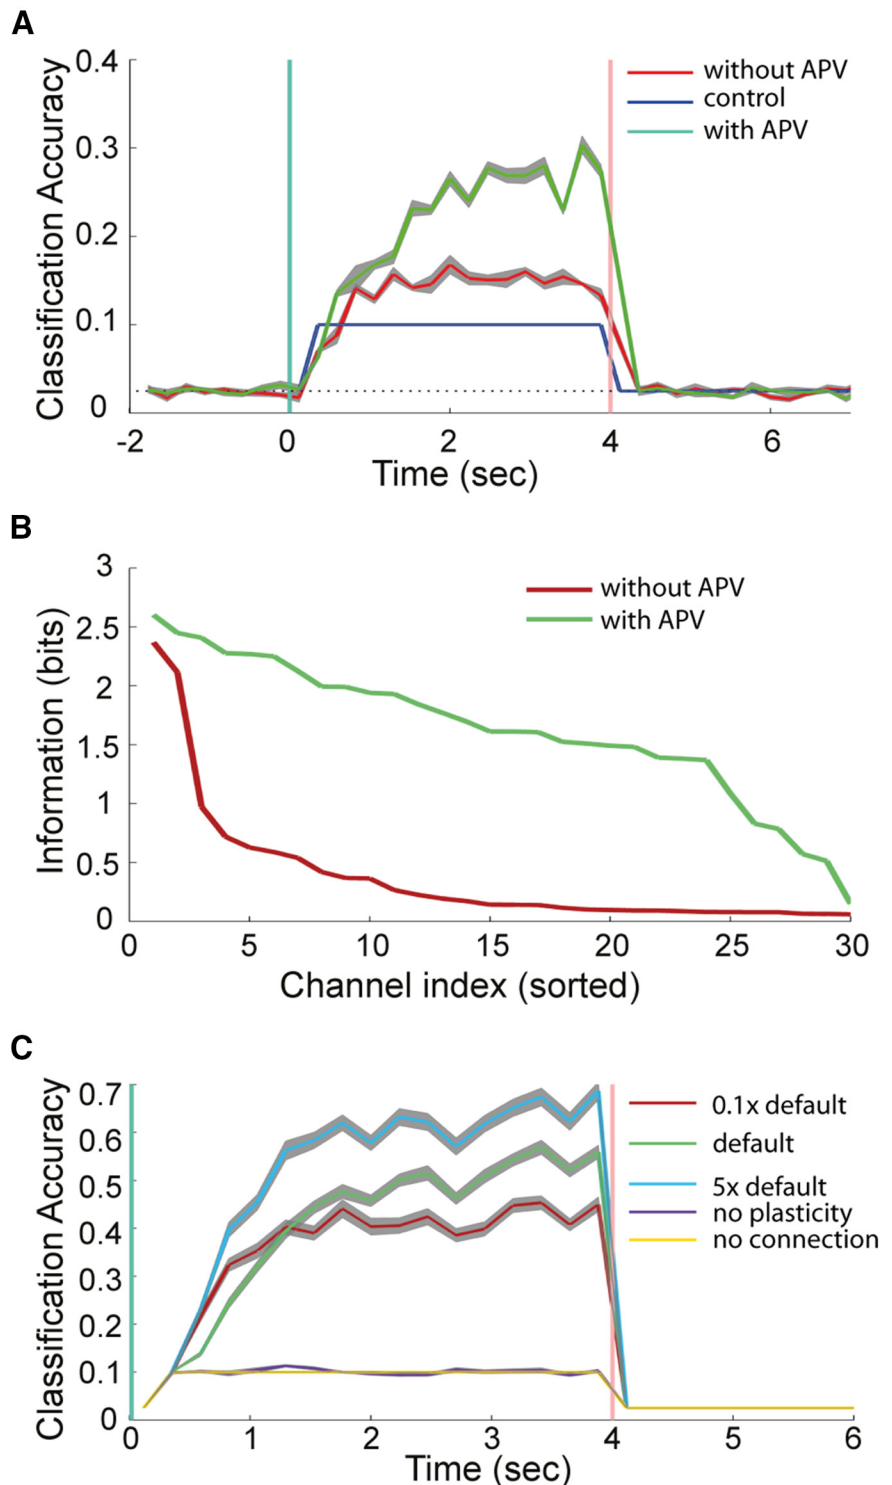 A
Classification Accuracy
0.4
0.3
0.2
0.1
0
-2
0
2
4
6
Time (sec)
without APV
control
with APV
B
Information (bits)
3
2.5
2
1.5
1
0.5
0
0
5
10
15
20
25
30
Channel index (sorted)
without APV
with APV
C
Classification Accuracy
0.7
0.6
0.5
0.4
0.3
0.2
0.1
0
0
1
2
3
4
5
6
Time (sec)
0.1x default
default
5x default
no plasticity
no connection